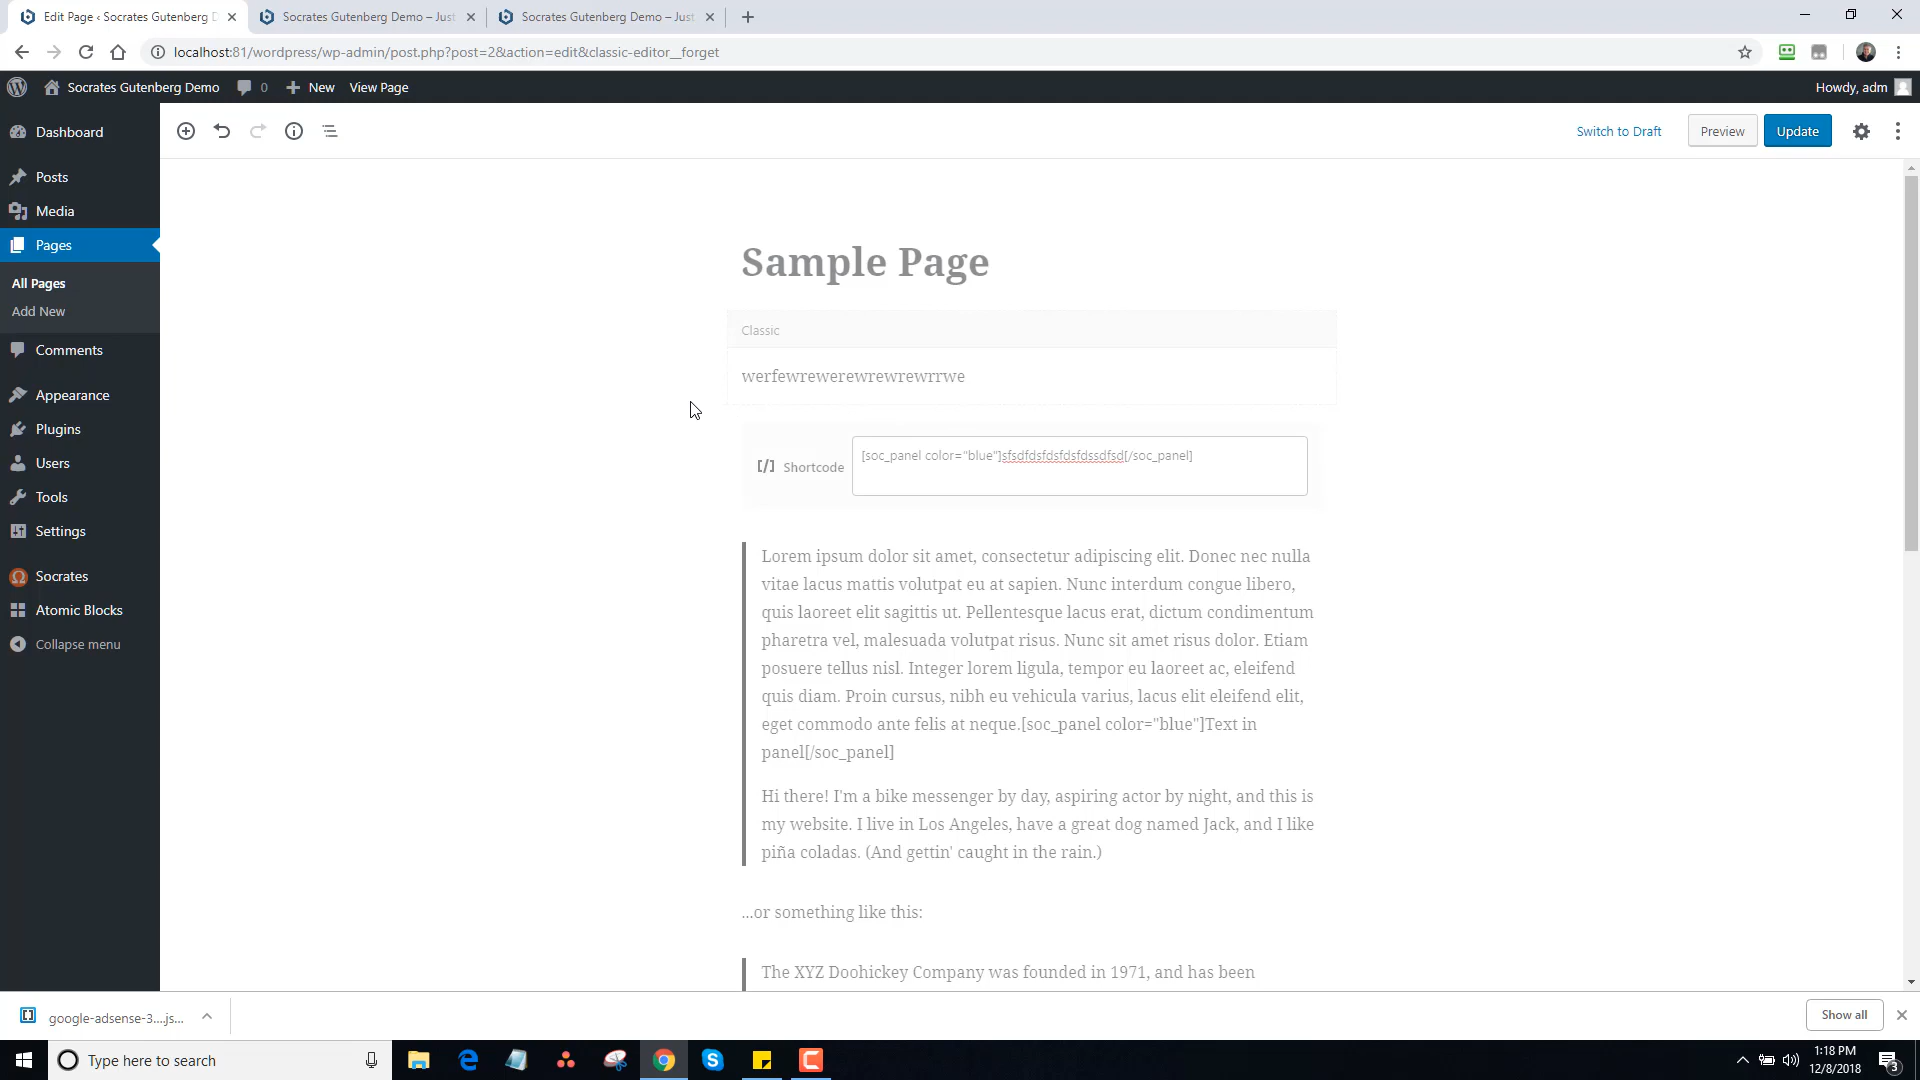 Edit Page ‹ Socrates Gutenberg D
Socrates Gutenberg Demo – Just
Socrates Gutenberg Demo – Just
localhost:81/wordpress/wp-admin/post.php?post=2&action=edit&classic-editor__forget
Socrates Gutenberg Demo
0
New
View Page
Howdy, adm
Dashboard
Posts
Media
Pages
All Pages
Add New
Comments
Appearance
Plugins
Users
Tools
Settings
Socrates
Atomic Blocks
Collapse menu
Switch to Draft
Preview
Update
Sample Page
Classic
werfewrewerewrewrewrrwe
[/] Shortcode
[soc_panel color="blue"]sfsdfdsfdsfdsfdssdfsd[/soc_panel]
Lorem ipsum dolor sit amet, consectetur adipiscing elit. Donec nec nulla
vitae lacus mattis volutpat eu at sapien. Nunc interdum congue libero,
quis laoreet elit sagittis ut. Pellentesque lacus erat, dictum condimentum
pharetra vel, malesuada volutpat risus. Nunc sit amet risus dolor. Etiam
posuere tellus nisl. Integer lorem ligula, tempor eu laoreet ac, eleifend
quis diam. Proin cursus, nibh eu vehicula varius, lacus elit eleifend elit,
eget commodo ante felis at neque.[soc_panel color="blue"]Text in
panel[/soc_panel]
Hi there! I'm a bike messenger by day, aspiring actor by night, and this is
my website. I live in Los Angeles, have a great dog named Jack, and I like
piña coladas. (And gettin' caught in the rain.)
...or something like this:
The XYZ Doohickey Company was founded in 1971, and has been
google-adsense-3....js...
Show all
Type here to search
1:18 PM
12/8/2018
3